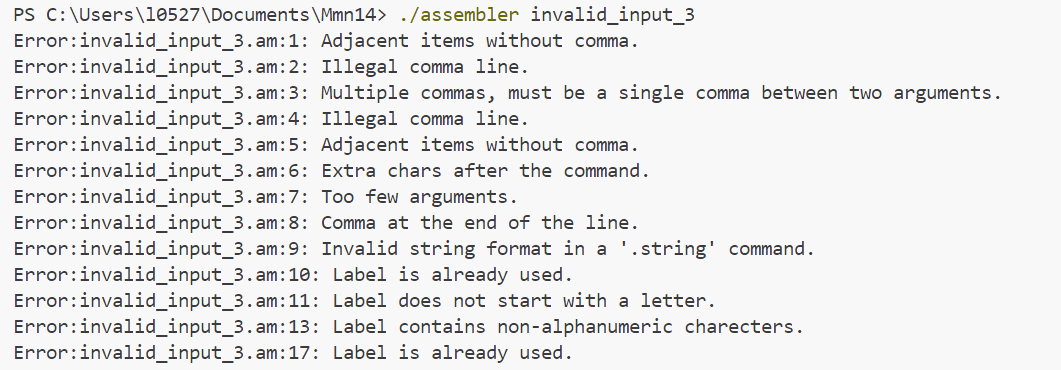 PS C:\Users\l0527\Documents\Mmn14> ./assembler invalid_input_3
Error:invalid_input_3.am:1: Adjacent items without comma.
Error:invalid_input_3.am:2: Illegal comma line.
Error:invalid_input_3.am:3: Multiple commas, must be a single comma between two arguments.
Error:invalid_input_3.am:4: Illegal comma line.
Error:invalid_input_3.am:5: Adjacent items without comma.
Error:invalid_input_3.am:6: Extra chars after the command.
Error:invalid_input_3.am:7: Too few arguments.
Error:invalid_input_3.am:8: Comma at the end of the line.
Error:invalid_input_3.am:9: Invalid string format in a '.string' command.
Error:invalid_input_3.am:10: Label is already used.
Error:invalid_input_3.am:11: Label does not start with a letter.
Error:invalid_input_3.am:13: Label contains non-alphanumeric charecters.
Error:invalid_input_3.am:17: Label is already used.